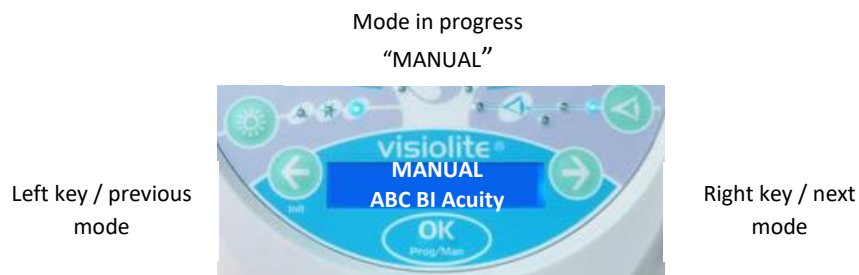 Mode in progress
“MANUAL”
visiolite®
MANUAL
ABC BI Acuity
Left key / previous
mode
Right key / next
mode
Init
OK
Prog/Man